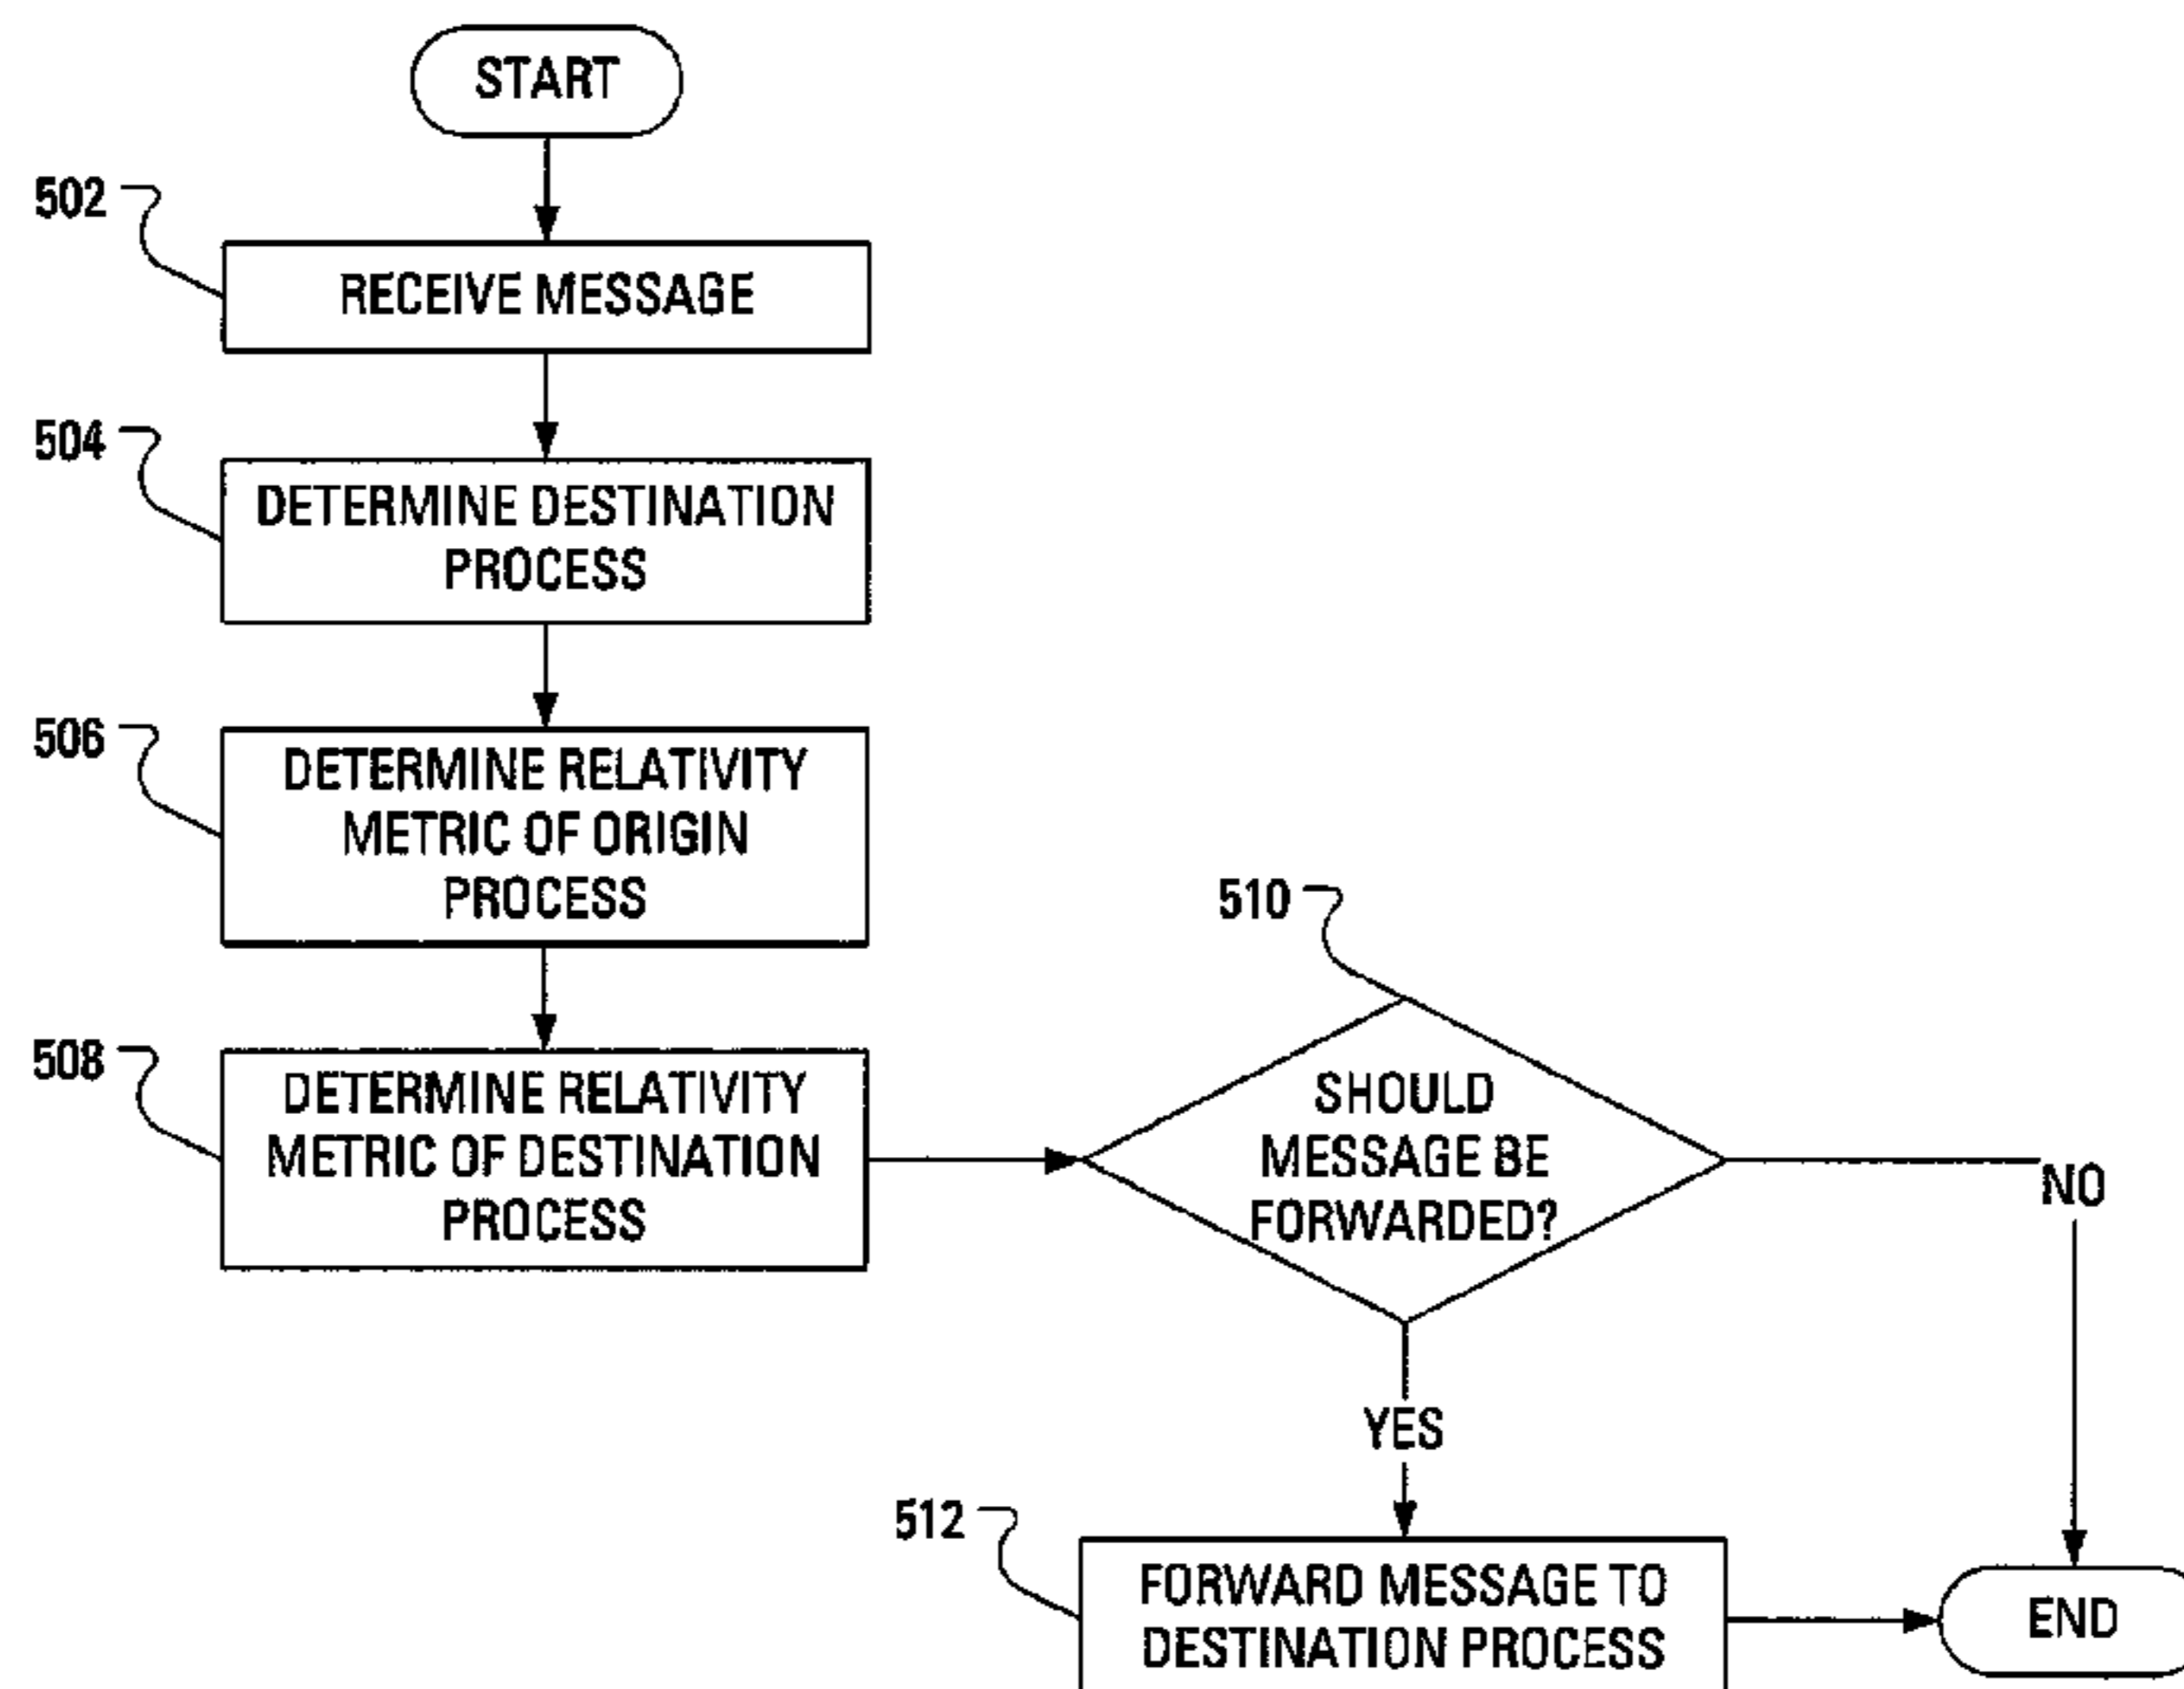 START
502
RECEIVE MESSAGE
504
DETERMINE DESTINATION
PROCESS
506
DETERMINE RELATIVITY
METRIC OF ORIGIN
PROCESS
508
DETERMINE RELATIVITY
METRIC OF DESTINATION
PROCESS
510
SHOULD
MESSAGE BE
FORWARDED?
NO
YES
512
FORWARD MESSAGE TO
DESTINATION PROCESS
END